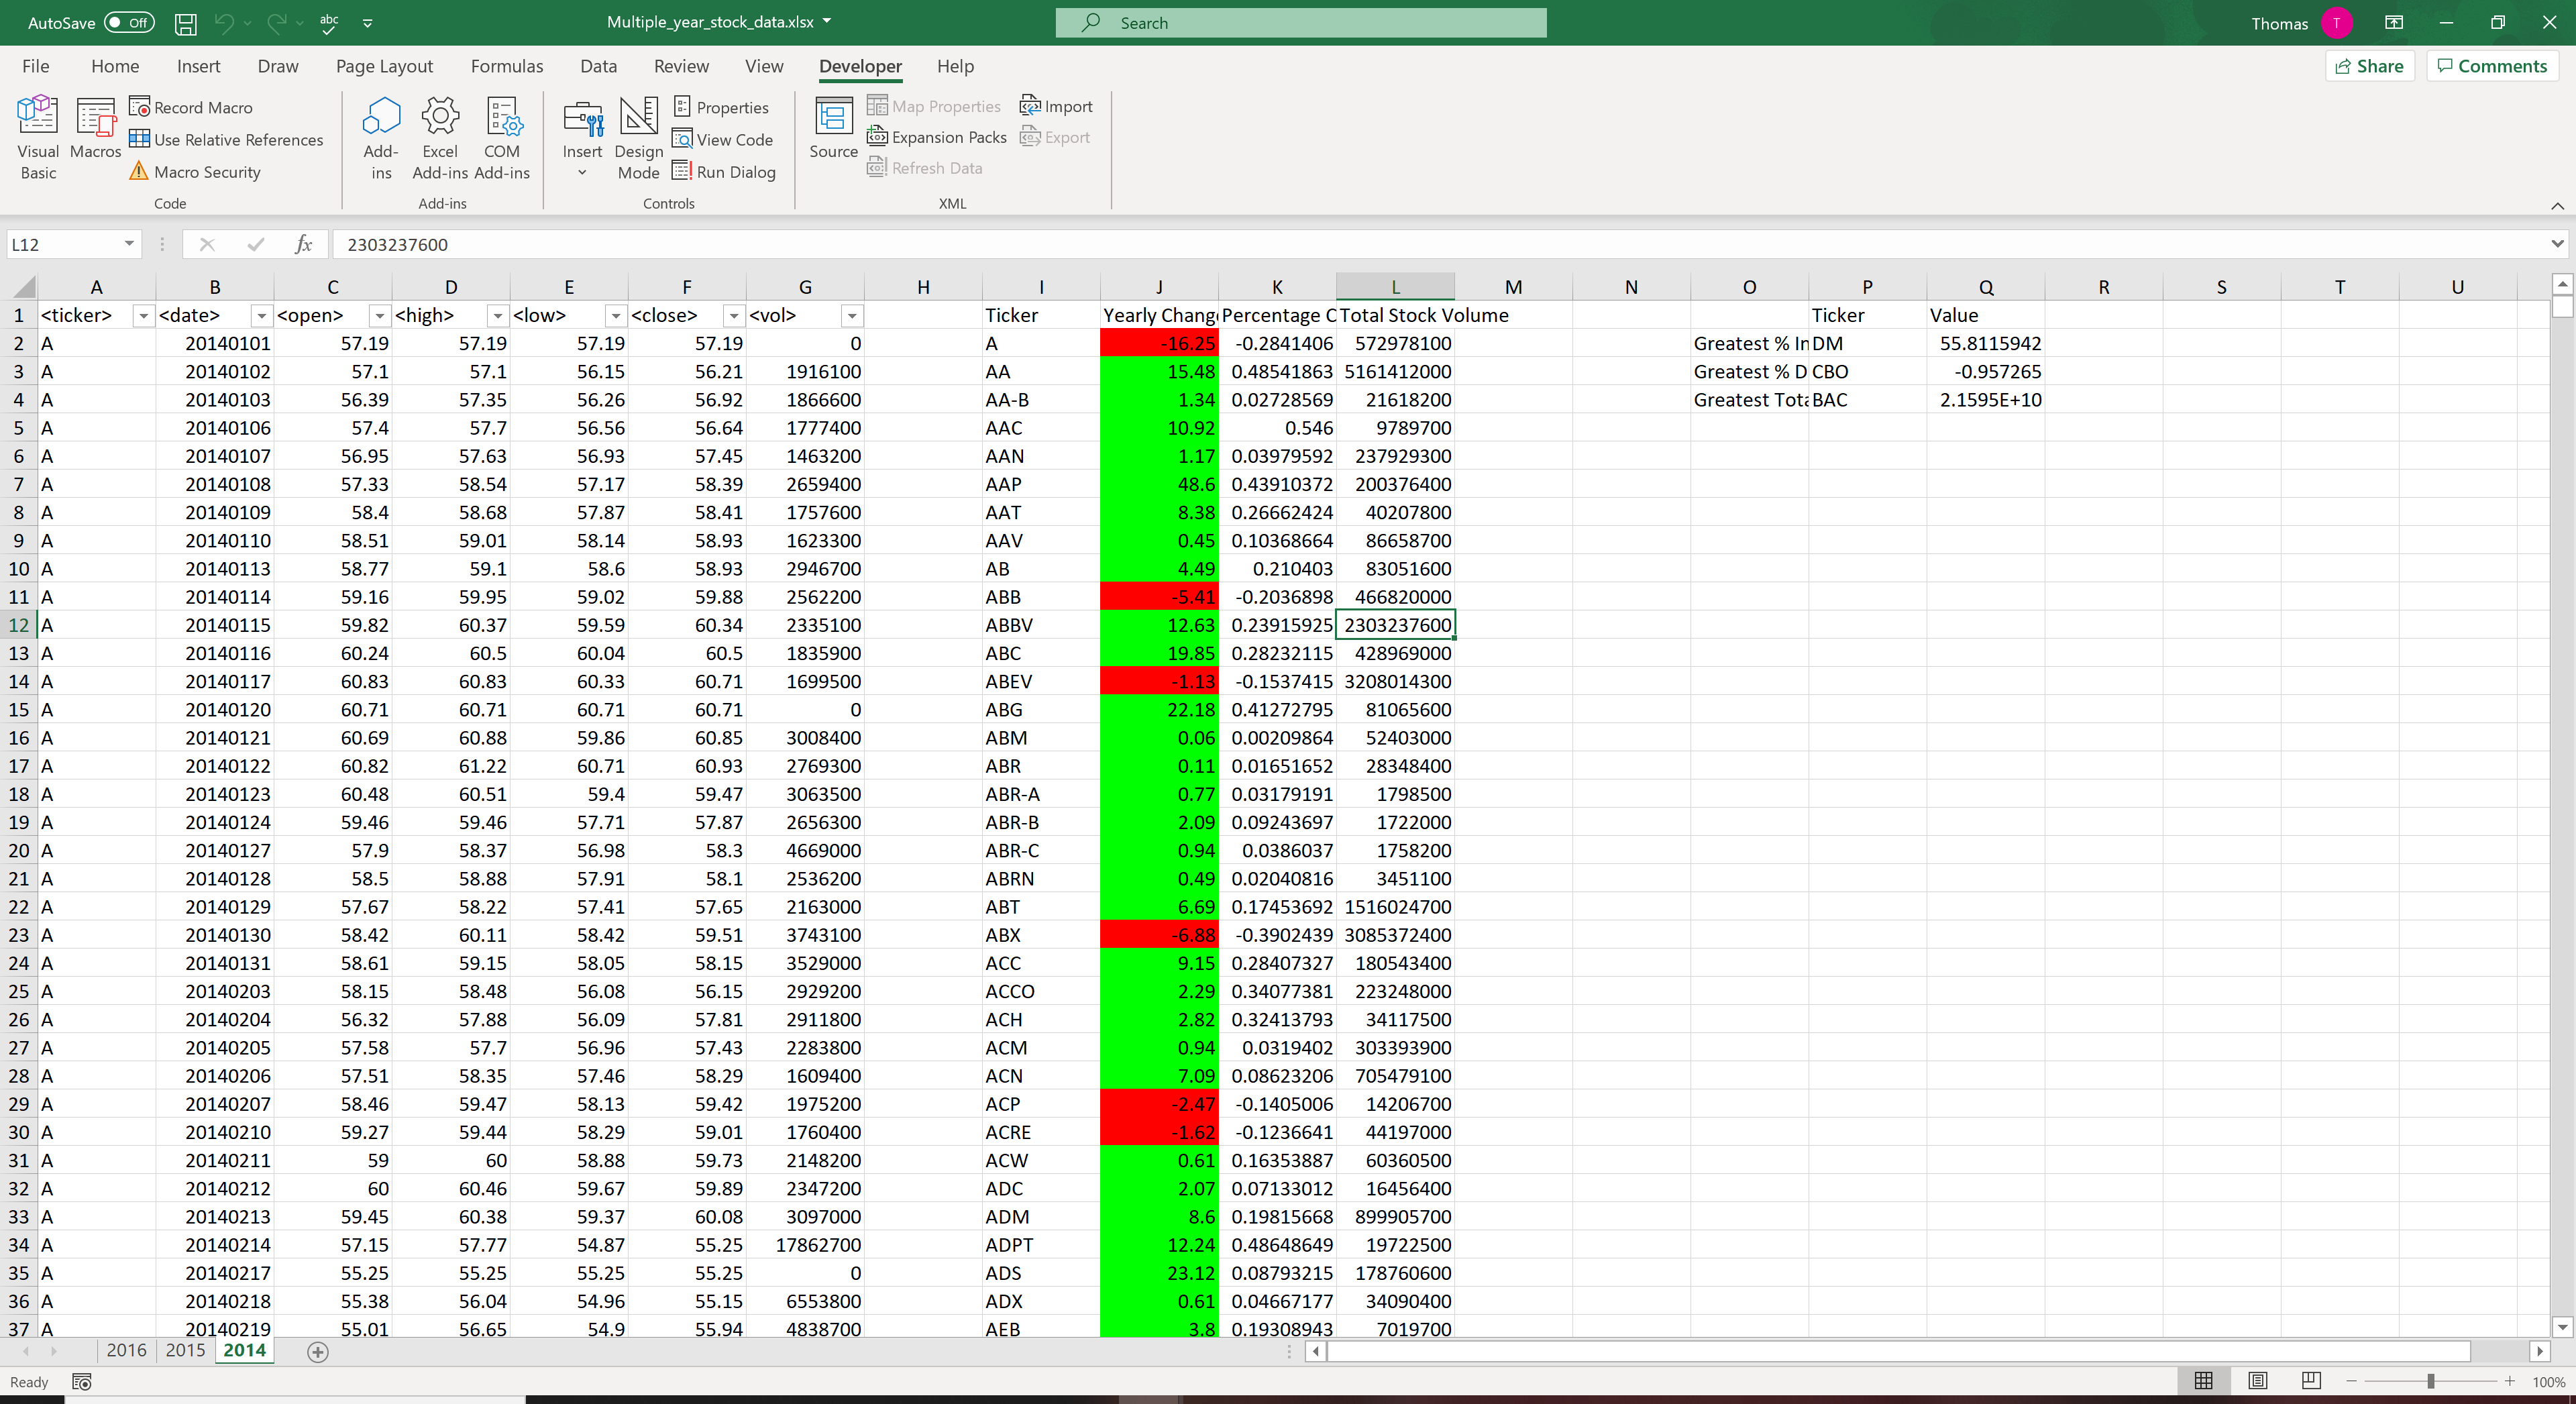 AutoSave Off abc Multiple_year_stock_data.xlsx Search Thomas T
File Home Insert Draw Page Layout Formulas Data Review View Developer Help Share Comments
Visual Basic
Macros
Record Macro
Use Relative References
Macro Security
Code
Add-ins
Excel Add-ins
COM Add-ins
Add-ins
Insert
Design Mode
Properties
View Code
Run Dialog
Controls
Source
Map Properties
Expansion Packs
Refresh Data
Import
Export
XML
L12 fx 2303237600
A B C D E F G H I J K L M N O P Q R S T U
1 <ticker> <date> <open> <high> <low> <close> <vol> Ticker Yearly Chang Percentage C Total Stock Volume Ticker Value
2 A 20140101 57.19 57.19 57.19 57.19 0 A -16.25 -0.2841406 572978100 Greatest % In DM 55.8115942
3 A 20140102 57.1 57.1 56.15 56.21 1916100 AA 15.48 0.48541863 5161412000 Greatest % D CBO -0.957265
4 A 20140103 56.39 57.35 56.26 56.92 1866600 AA-B 1.34 0.02728569 21618200 Greatest Tota BAC 2.1595E+10
5 A 20140106 57.4 57.7 56.56 56.64 1777400 AAC 10.92 0.546 9789700
6 A 20140107 56.95 57.63 56.93 57.45 1463200 AAN 1.17 0.03979592 237929300
7 A 20140108 57.33 58.54 57.17 58.39 2659400 AAP 48.6 0.43910372 200376400
8 A 20140109 58.4 58.68 57.87 58.41 1757600 AAT 8.38 0.26662424 40207800
9 A 20140110 58.51 59.01 58.14 58.93 1623300 AAV 0.45 0.10368664 86658700
10 A 20140113 58.77 59.1 58.6 58.93 2946700 AB 4.49 0.210403 83051600
11 A 20140114 59.16 59.95 59.02 59.88 2562200 ABB -5.41 -0.2036898 466820000
12 A 20140115 59.82 60.37 59.59 60.34 2335100 ABBV 12.63 0.23915925 2303237600
13 A 20140116 60.24 60.5 60.04 60.5 1835900 ABC 19.85 0.28232115 428969000
14 A 20140117 60.83 60.83 60.33 60.71 1699500 ABEV -1.13 -0.1537415 3208014300
15 A 20140120 60.71 60.71 60.71 60.71 0 ABG 22.18 0.41272795 81065600
16 A 20140121 60.69 60.88 59.86 60.85 3008400 ABM 0.06 0.00209864 52403000
17 A 20140122 60.82 61.22 60.71 60.93 2769300 ABR 0.11 0.01651652 28348400
18 A 20140123 60.48 60.51 59.4 59.47 3063500 ABR-A 0.77 0.03179191 1798500
19 A 20140124 59.46 59.46 57.71 57.87 2656300 ABR-B 2.09 0.09243697 1722000
20 A 20140127 57.9 58.37 56.98 58.3 4669000 ABR-C 0.94 0.0386037 1758200
21 A 20140128 58.5 58.88 57.91 58.1 2536200 ABRN 0.49 0.02040816 3451100
22 A 20140129 57.67 58.22 57.41 57.65 2163000 ABT 6.69 0.17453692 1516024700
23 A 20140130 58.42 60.11 58.42 59.51 3743100 ABX -6.88 -0.3902439 3085372400
24 A 20140131 58.61 59.15 58.05 58.15 3529000 ACC 9.15 0.28407327 180543400
25 A 20140203 58.15 58.48 56.08 56.15 2929200 ACCO 2.29 0.34077381 223248000
26 A 20140204 56.32 57.88 56.09 57.81 2911800 ACH 2.82 0.32413793 34117500
27 A 20140205 57.58 57.7 56.96 57.43 2283800 ACM 0.94 0.0319402 303393900
28 A 20140206 57.51 58.35 57.46 58.29 1609400 ACN 7.09 0.08623206 705479100
29 A 20140207 58.46 59.47 58.13 59.42 1975200 ACP -2.47 -0.1405006 14206700
30 A 20140210 59.27 59.44 58.29 59.01 1760400 ACRE -1.62 -0.1236641 44197000
31 A 20140211 59 60 58.88 59.73 2148200 ACW 0.61 0.16353887 60360500
32 A 20140212 60 60.46 59.67 59.89 2347200 ADC 2.07 0.07133012 16456400
33 A 20140213 59.45 60.38 59.37 60.08 3097000 ADM 8.6 0.19815668 899905700
34 A 20140214 57.15 57.77 54.87 55.25 17862700 ADPT 12.24 0.48648649 19722500
35 A 20140217 55.25 55.25 55.25 55.25 0 ADS 23.12 0.08793215 178760600
36 A 20140218 55.38 56.04 54.96 55.15 6553800 ADX 0.61 0.04667177 34090400
37 A 20140219 55.01 56.65 54.9 55.94 4838700 AEB 3.8 0.19308943 7019700
2016 2015 2014
Ready 100%